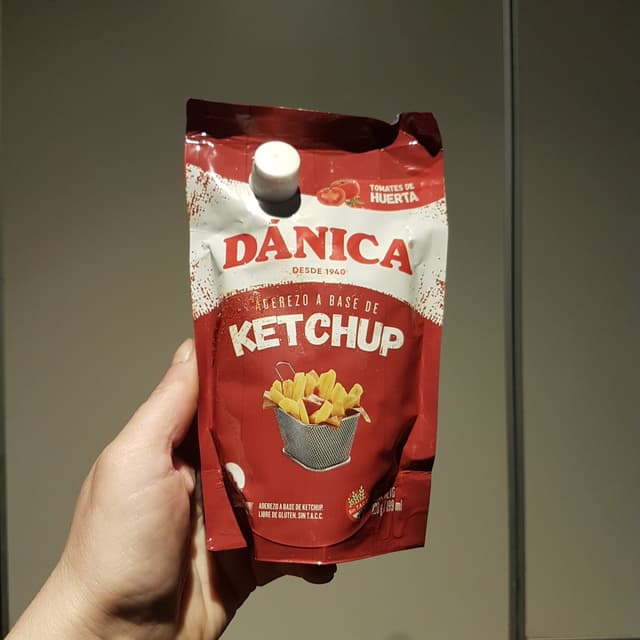 TOMATES DE
HUERTA
DÁNICA
DESDE 1940
ADEREZO A BASE DE
KETCHUP
ADEREZO A BASE DE KETCHUP.
LIBRE DE GLUTEN. SIN T.A.C.C.